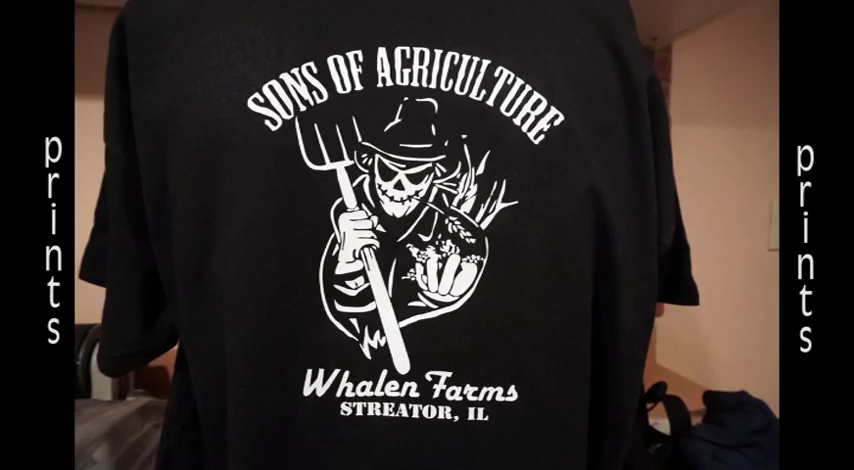 SONS OF AGRICULTURE
Whalen Farms
STREATOR, IL
prints
prints